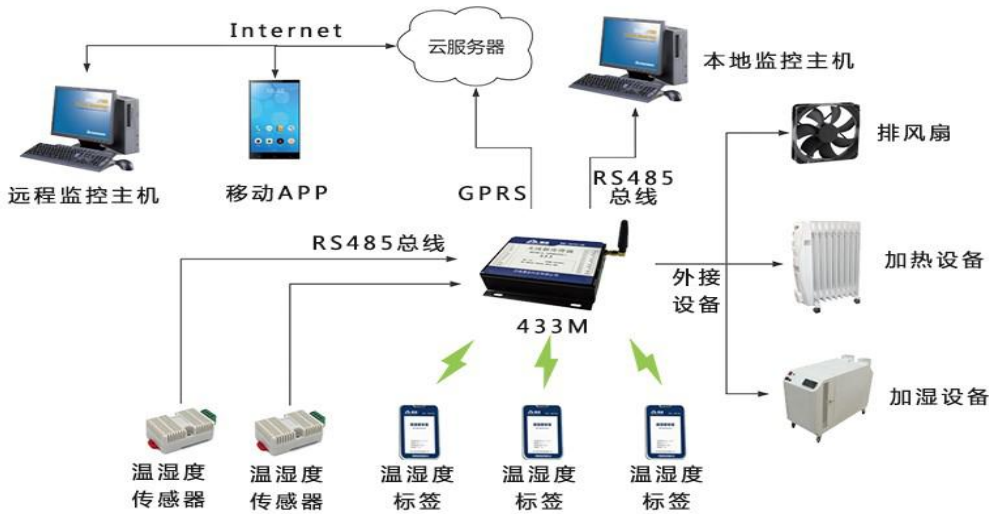 Internet
云服务器
本地监控主机
排风扇
远程监控主机
移动APP
GPRS
RS485
总线
RS485总线
外接
设备
加热设备
433M
加湿设备
温湿度
传感器
温湿度
传感器
温湿度
标签
温湿度
标签
温湿度
标签